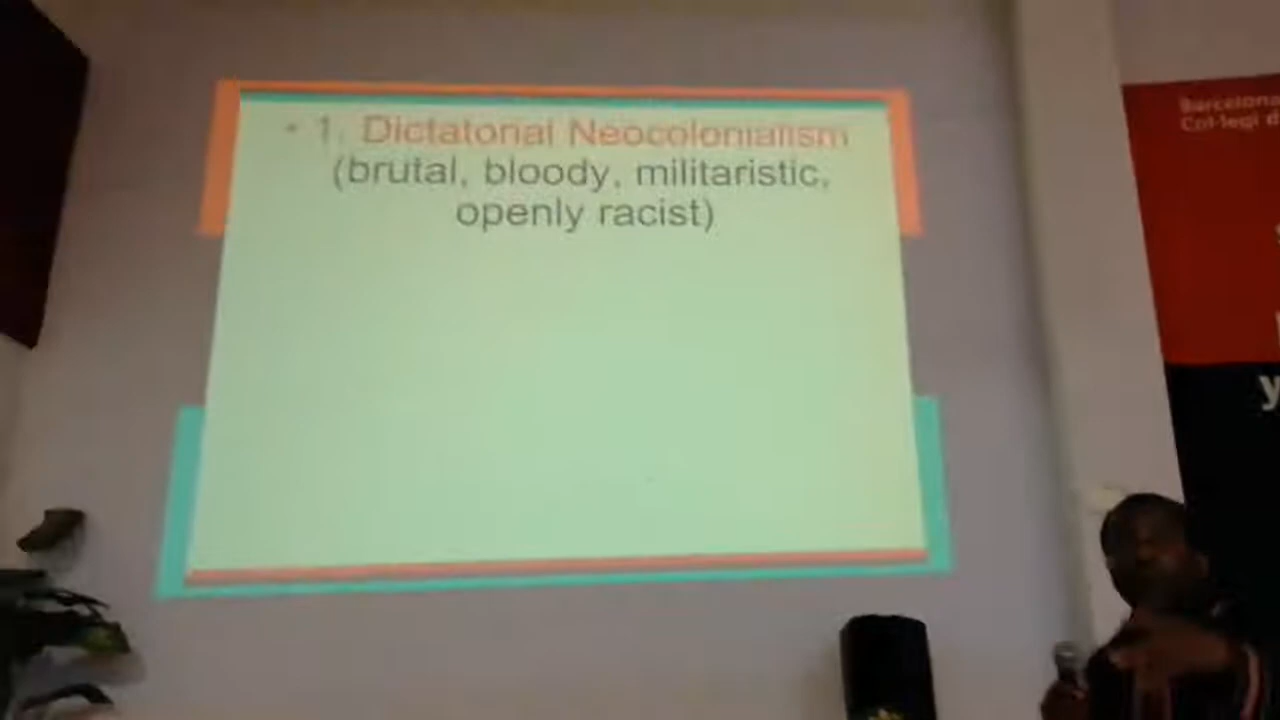 • 1. Dictatorial Neocolonialism
(brutal, bloody, militaristic,
openly racist)
Barcelona
Col·legi d
y